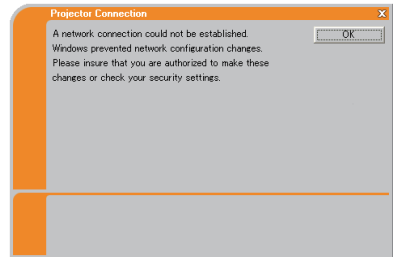 Projector Connection
X
A network connection could not be established.
OK
Windows prevented network configuration changes.
Please insure that you are authorized to make these
changes or check your security settings.